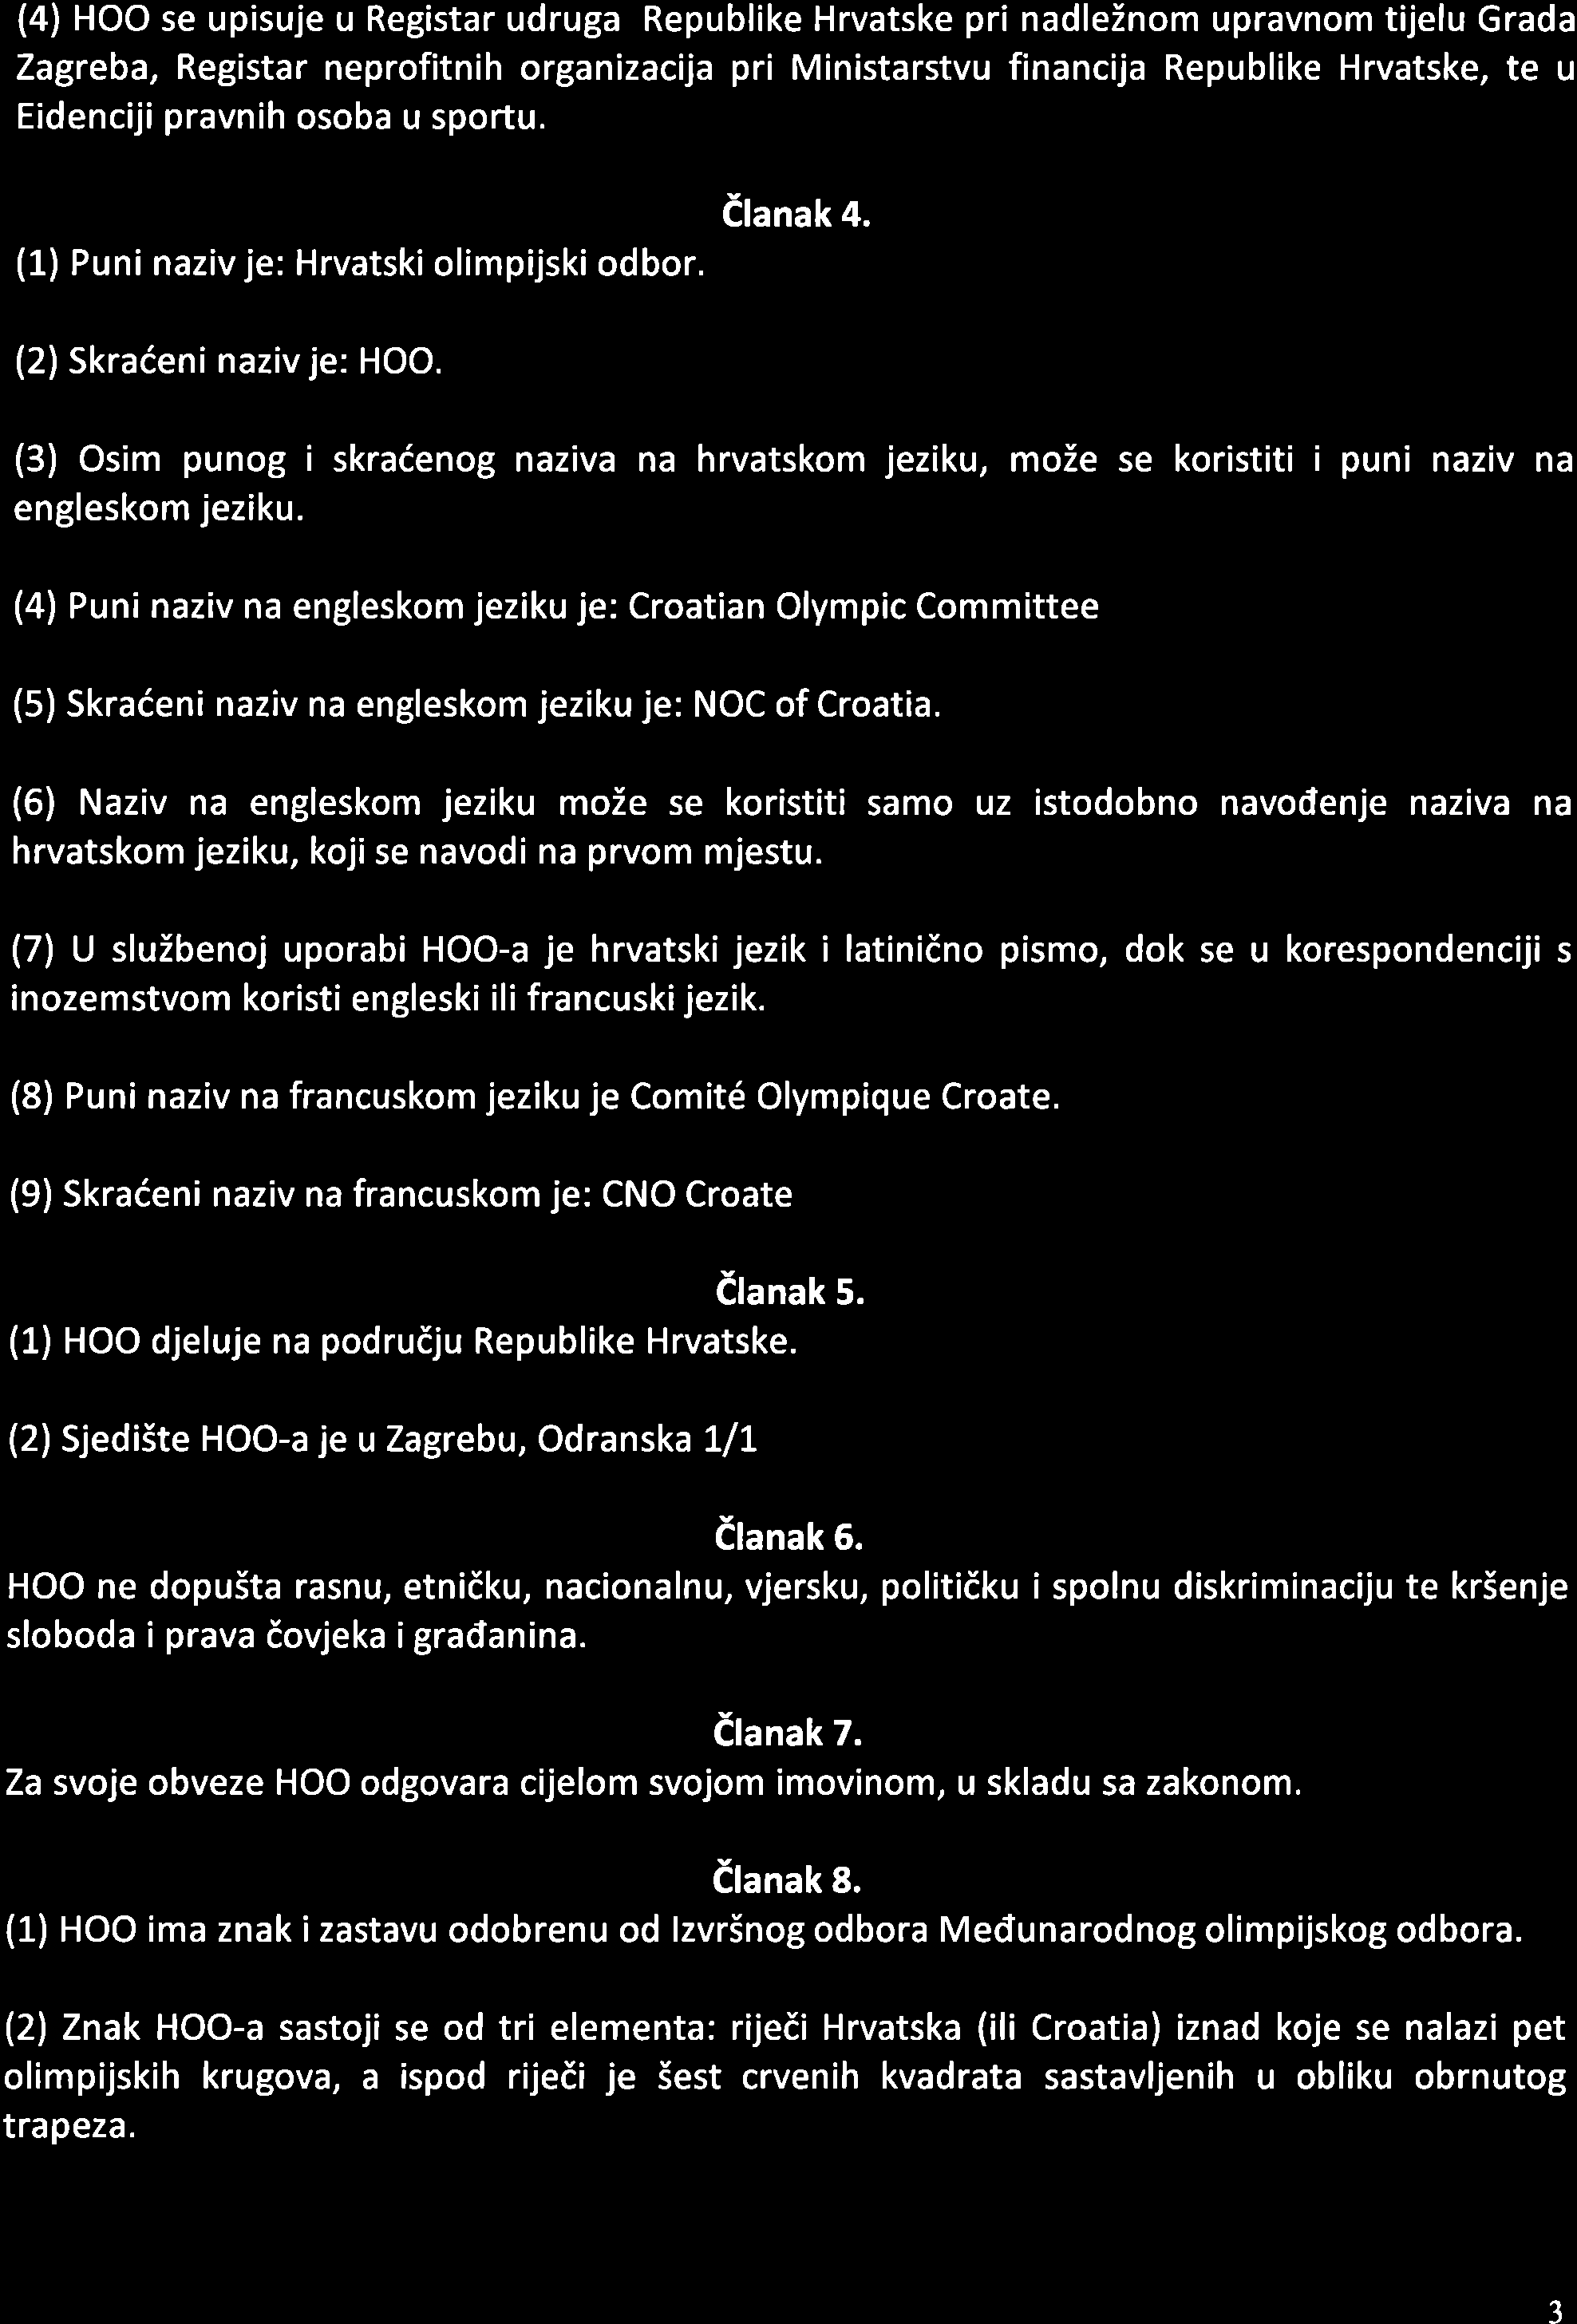 (4) HOO se upisuje u Registar udruga Republike Hrvatske pri nadležnom upravnom tijelu Grada
Zagreba, Registar neprofitnih organizacija pri Ministarstvu financija Republike Hrvatske, te u
Eidenciji pravnih osoba u sportu.
Članak 4.
(1) Puni naziv je: Hrvatski olimpijski odbor.
(2) Skraćeni naziv je: HOO.
(3) Osim punog i skraćenog naziva na hrvatskom jeziku, može se koristiti i puni naziv na
engleskom jeziku.
(4) Puni naziv na engleskom jeziku je: Croatian Olympic Committee
(5) Skraćeni naziv na engleskom jeziku je: NOC of Croatia.
(6) Naziv na engleskom jeziku može se koristiti samo uz istodobno navođenje naziva na
hrvatskom jeziku, koji se navodi na prvom mjestu.
(7) U službenoj uporabi HOO-a je hrvatski jezik i latinično pismo, dok se u korespondenciji s
inozemstvom koristi engleski ili francuski jezik.
(8) Puni naziv na francuskom jeziku je Comité Olympique Croate.
(9) Skraćeni naziv na francuskom je: CNO Croate
Članak 5.
(1) HOO djeluje na području Republike Hrvatske.
(2) Sjedište HOO-a je u Zagrebu, Odranska 1/1
Članak 6.
HOO ne dopušta rasnu, etničku, nacionalnu, vjersku, političku i spolnu diskriminaciju te kršenje
sloboda i prava čovjeka i građanina.
Članak 7.
Za svoje obveze HOO odgovara cijelom svojom imovinom, u skladu sa zakonom.
Članak 8.
(1) HOO ima znak i zastavu odobrenu od Izvršnog odbora Međunarodnog olimpijskog odbora.
(2) Znak HOO-a sastoji se od tri elementa: riječi Hrvatska (ili Croatia) iznad koje se nalazi pet
olimpijskih krugova, a ispod riječi je šest crvenih kvadrata sastavljenih u obliku obrnutog
trapeza.
3